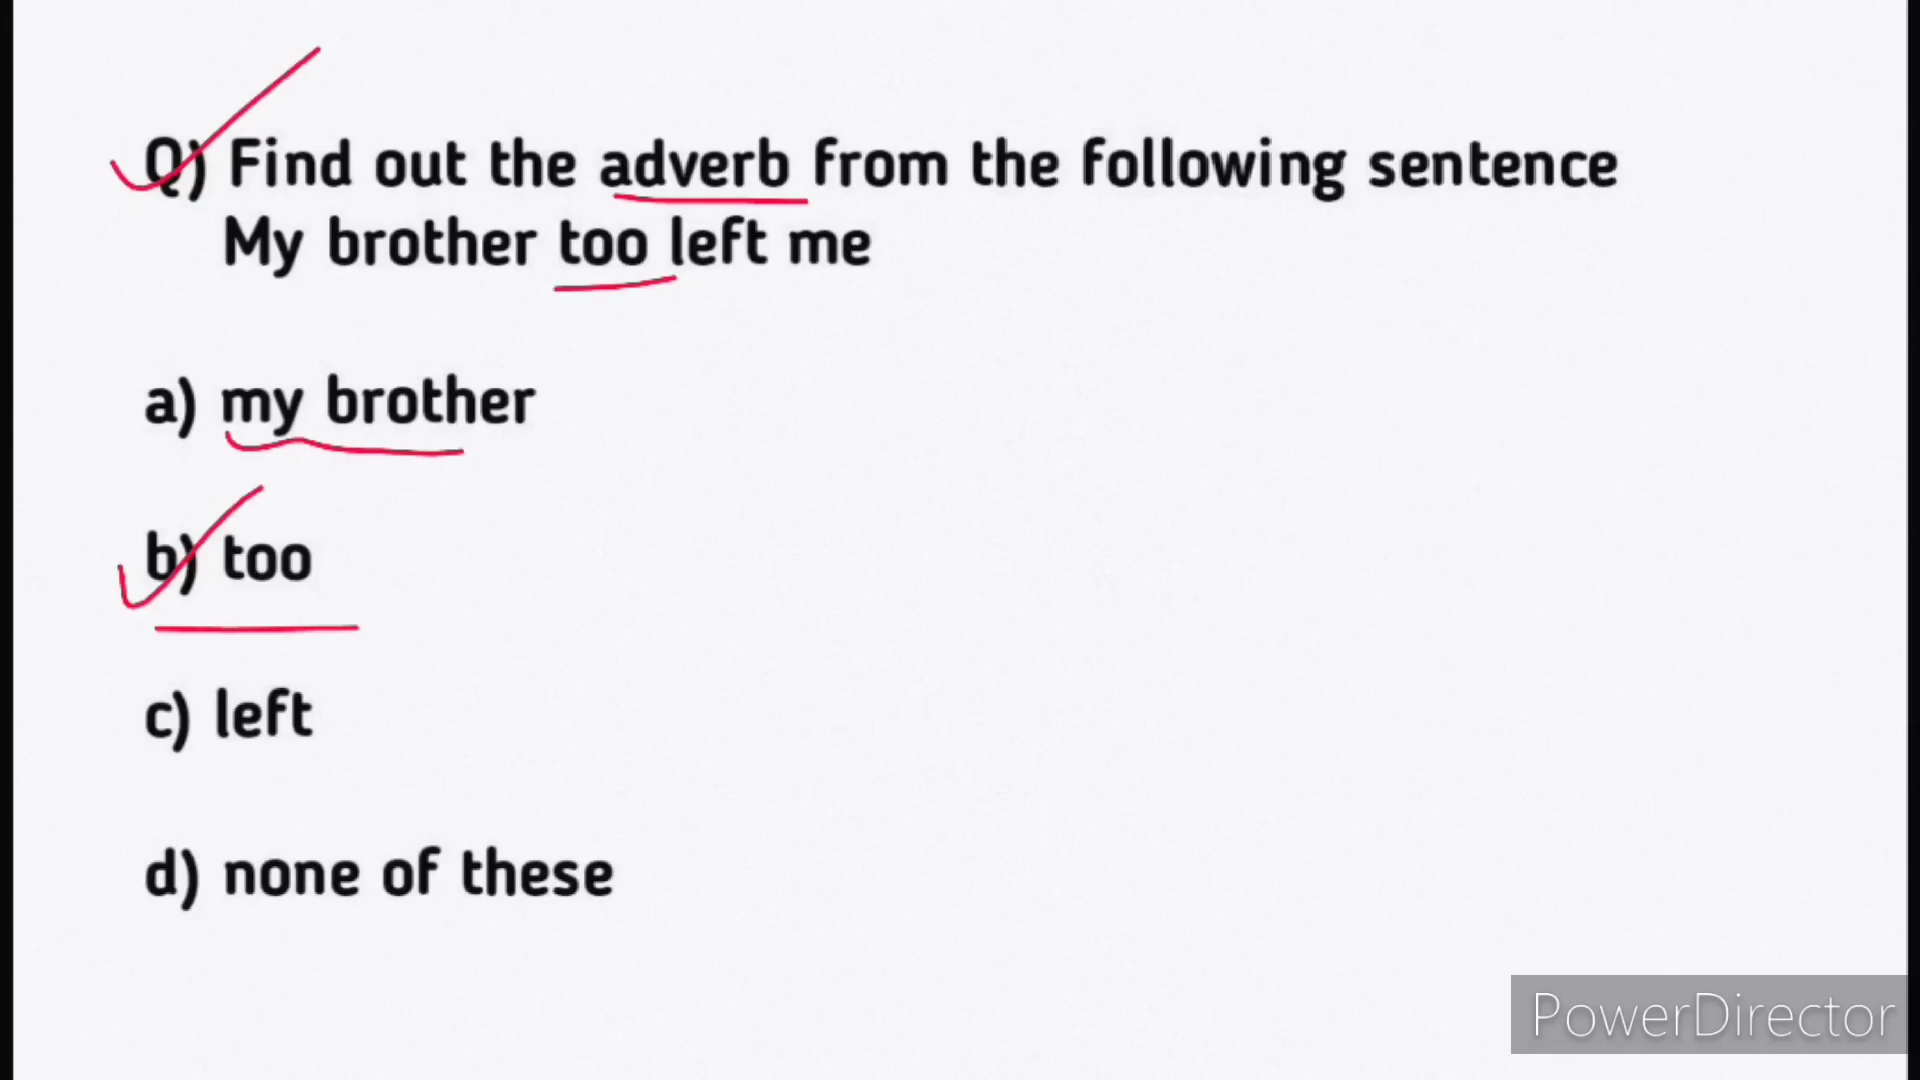 Q) Find out the adverb from the following sentence
My brother too left me
a) my brother
b) too
c) left
d) none of these
PowerDirector